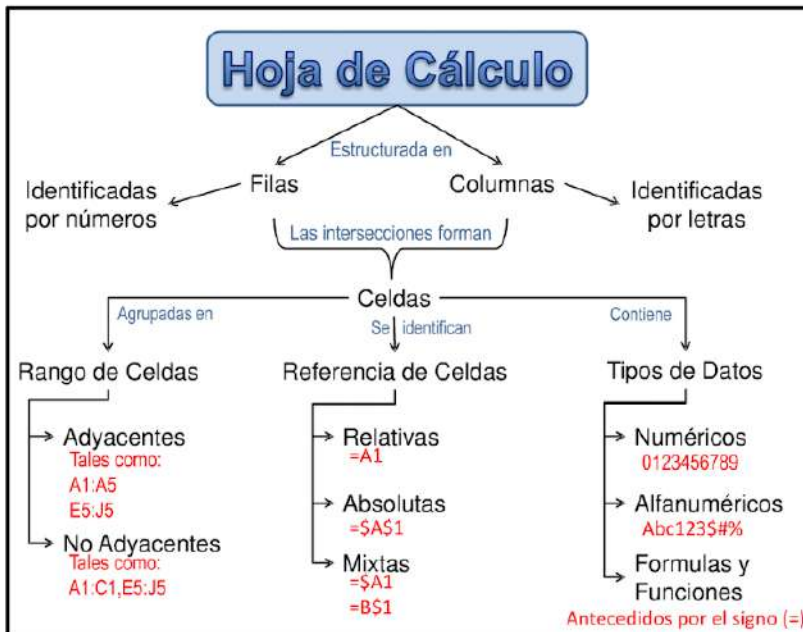 Hoja de Cálculo
Estructurada en
Filas
Columnas
Identificadas
por números
Identificadas
por letras
Las intersecciones forman
Celdas
Agrupadas en
Se identifican
Contiene
Rango de Celdas
Adyacentes
Tales como:
A1:A5
E5:J5
No Adyacentes
Tales como:
A1:C1,E5:J5
Referencia de Celdas
Relativas
=A1
Absolutas
=$A$1
Mixtas
=$A1
=B$1
Tipos de Datos
Numéricos
0123456789
Alfanuméricos
Abc123$#%
Formulas y
Funciones
Antecedidos por el signo (=)